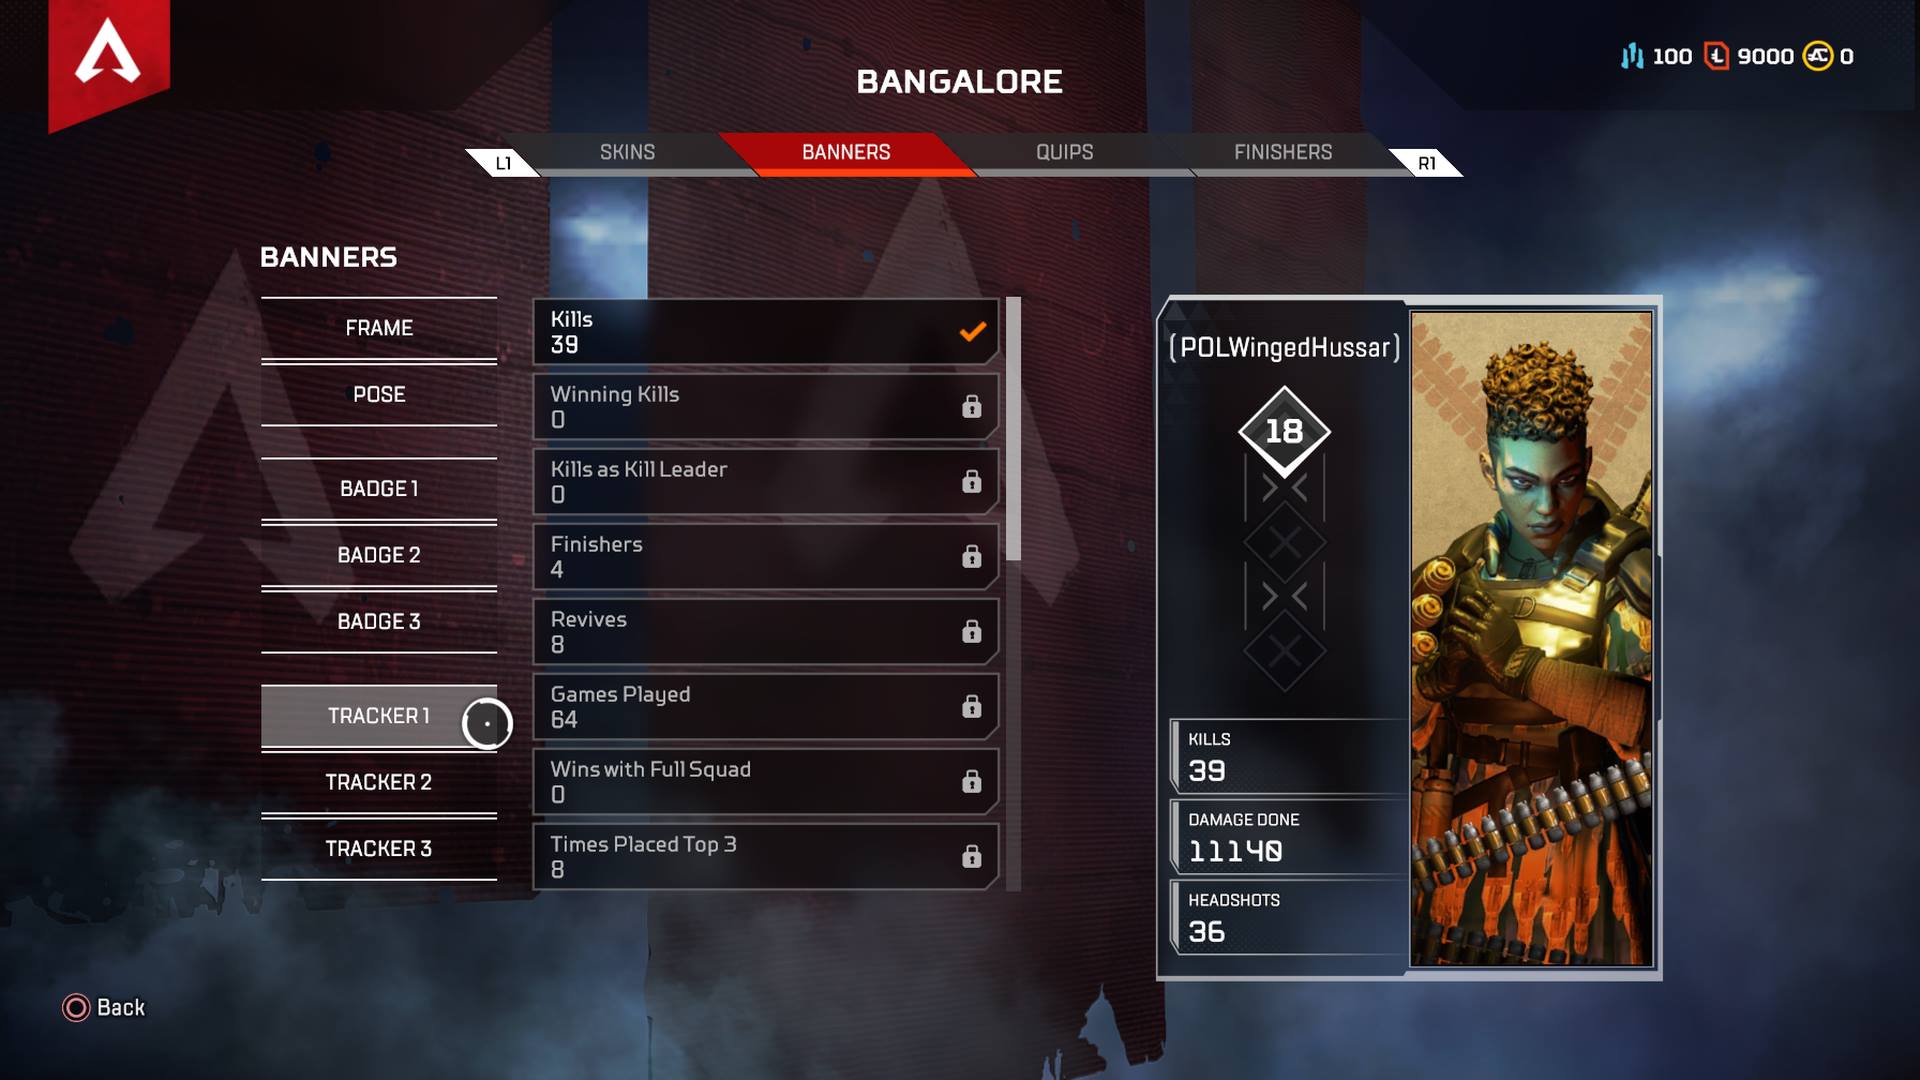 100 9000 0
BANGALORE
L1 SKINS BANNERS QUIPS FINISHERS R1
BANNERS
FRAME
POSE
BADGE 1
BADGE 2
BADGE 3
TRACKER 1
TRACKER 2
TRACKER 3
Kills
39
Winning Kills
0
Kills as Kill Leader
0
Finishers
4
Revives
8
Games Played
64
Wins with Full Squad
0
Times Placed Top 3
8
[POLWingedHussar]
18
KILLS
39
DAMAGE DONE
11140
HEADSHOTS
36
Back